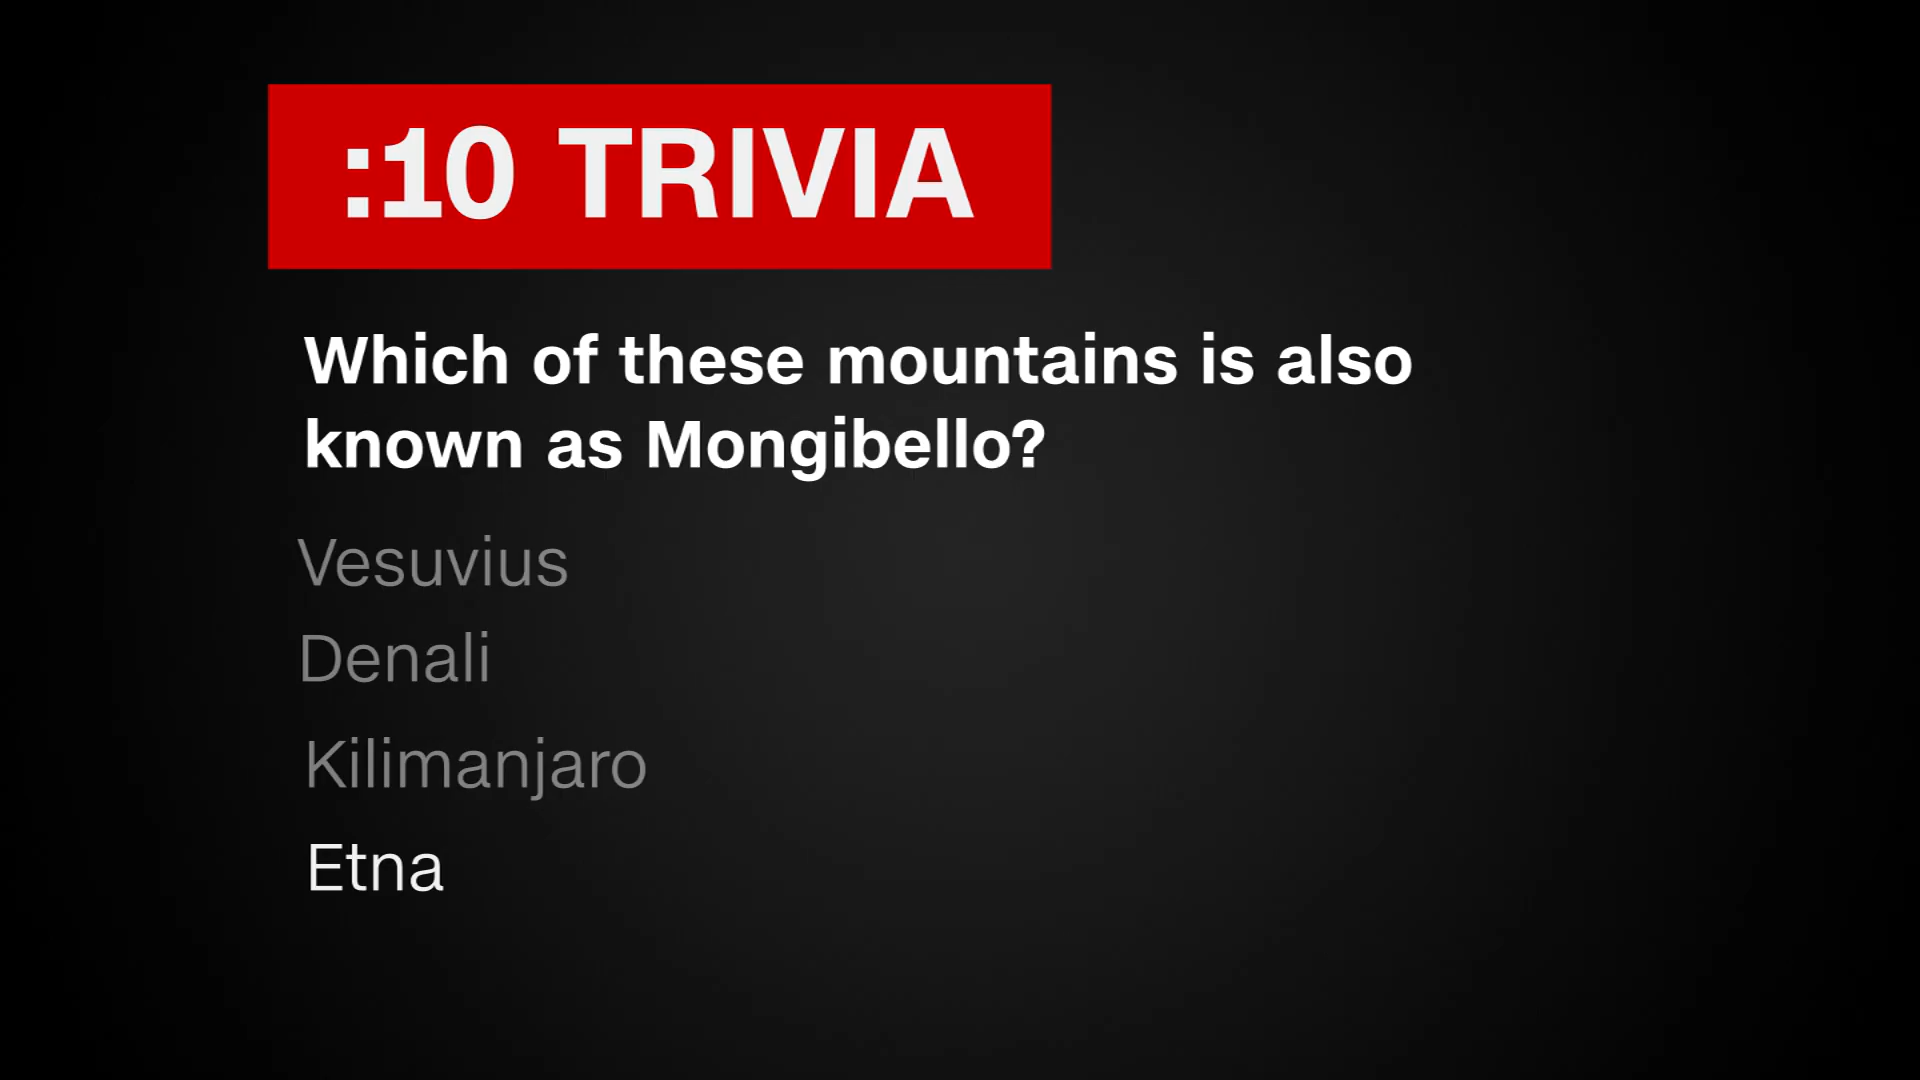 :10 TRIVIA
Which of these mountains is also
known as Mongibello?
Vesuvius
Denali
Kilimanjaro
Etna